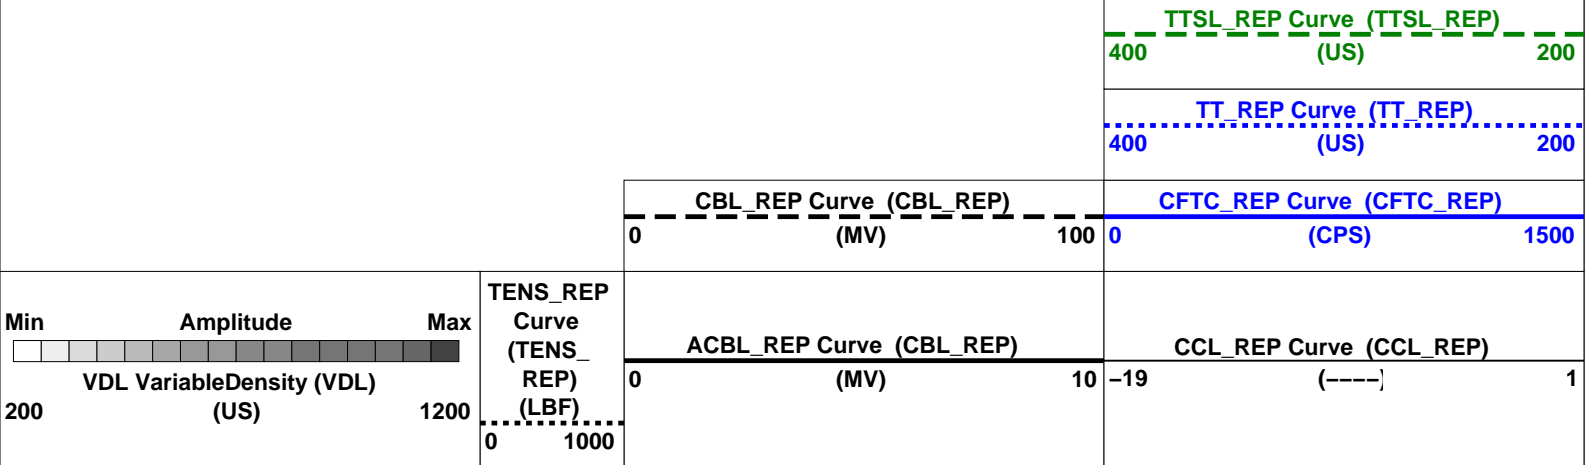 TTSL_REP Curve (TTSL_REP)
400 (US) 200
TT_REP Curve (TT_REP)
400 (US) 200
CBL_REP Curve (CBL_REP)
0 (MV) 100
CFTC_REP Curve (CFTC_REP)
0 (CPS) 1500
Min Amplitude Max
VDL VariableDensity (VDL)
200 (US) 1200
TENS_REP
Curve
(TENS_
REP)
(LBF)
0 1000
ACBL_REP Curve (CBL_REP)
0 (MV) 10
CCL_REP Curve (CCL_REP)
−19 (−−−−) 1